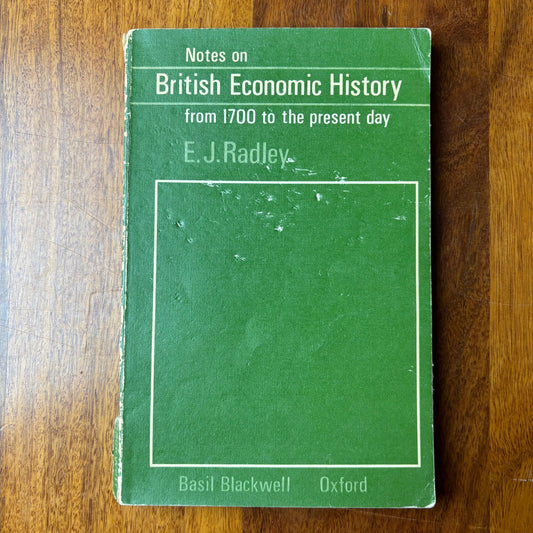 Notes on
British Economic History
from 1700 to the present day
E.J.Radley
Basil Blackwell Oxford